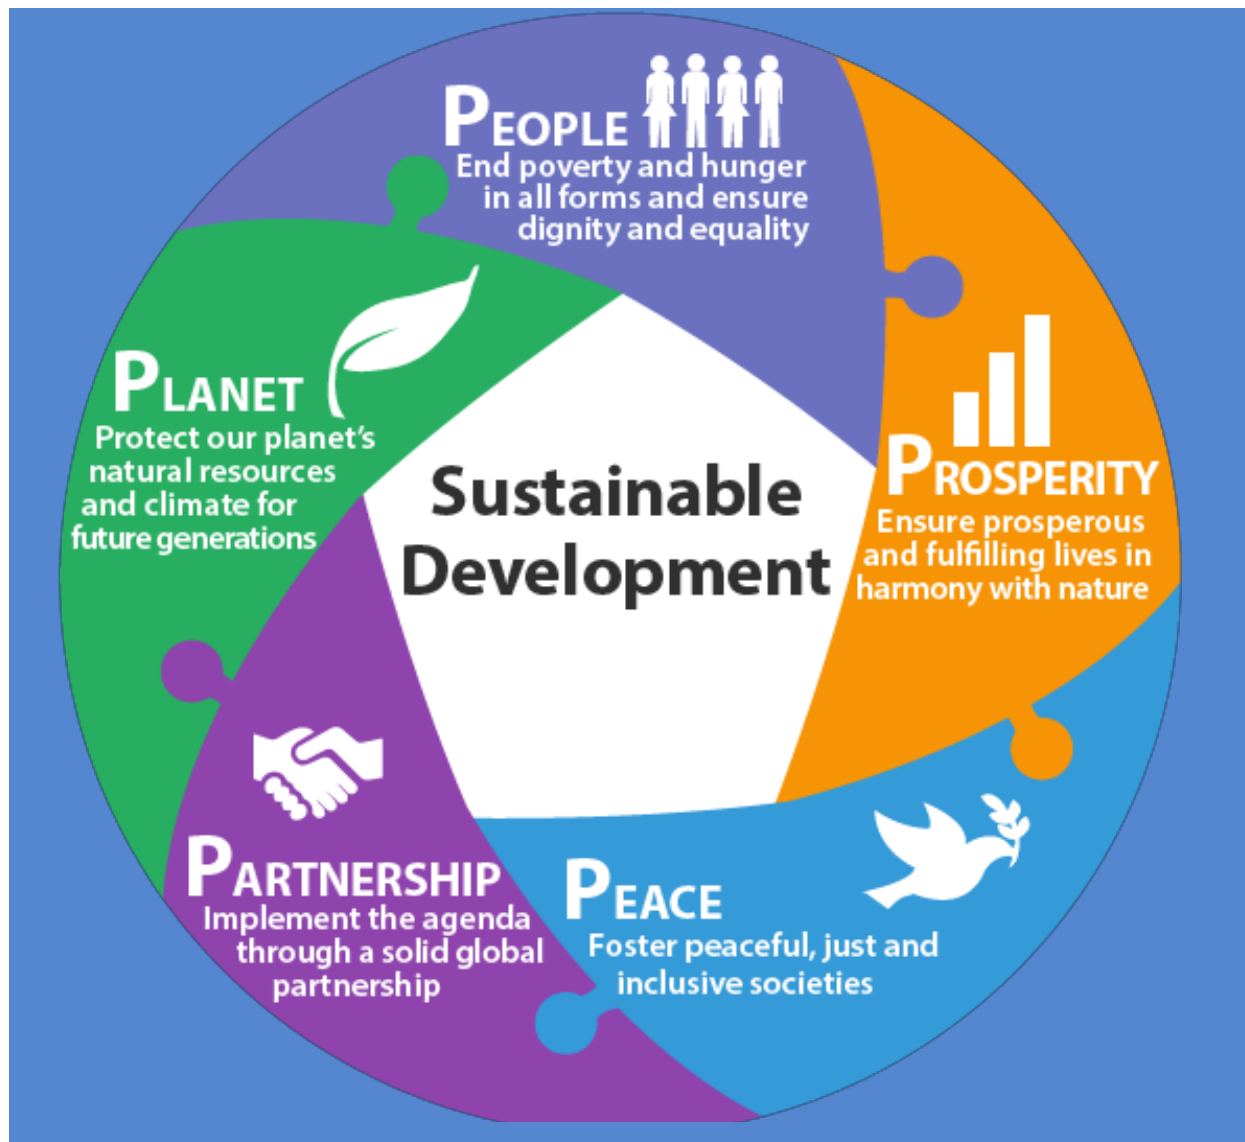 PEOPLE
End poverty and hunger
in all forms and ensure
dignity and equality
PROSPERITY
Ensure prosperous
and fulfilling lives in
harmony with nature
PEACE
Foster peaceful, just and
inclusive societies
PARTNERSHIP
Implement the agenda
through a solid global
partnership
PLANET
Protect our planet’s
natural resources
and climate for
future generations
Sustainable
Development